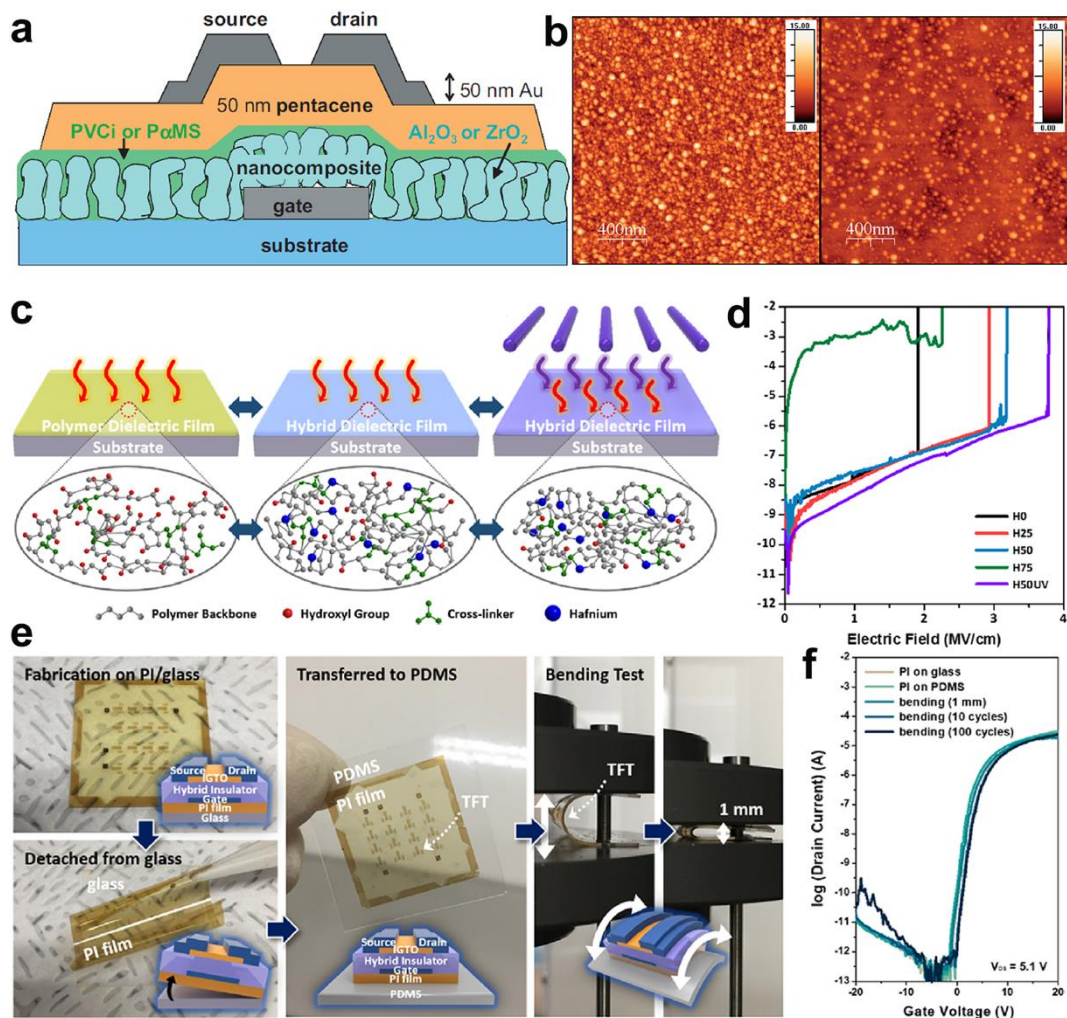 a
source drain
50 nm Au
50 nm pentacene
PVCi or PαMS
Al₂O₃ or ZrO₂
nanocomposite
gate
substrate
b
15.00
0.00
400nm
15.00
0.00
400nm
c
Polymer Dielectric Film
Substrate
Hybrid Dielectric Film
Substrate
Hybrid Dielectric Film
Substrate
Polymer Backbone
Hydroxyl Group
Cross-linker
Hafnium
d
-2
-3
-4
-5
-6
-7
-8
-9
-10
-11
-12
H0
H25
H50
H75
H50UV
0 1 2 3 4
Electric Field (MV/cm)
e
Fabrication on PI/glass
Source Drain
IGTO
Hybrid Insulator
Gate
PI film
Glass
Detached from glass
glass
PI film
Transferred to PDMS
PDMS
PI film
TFT
Source Drain
IGTO
Hybrid Insulator
Gate
PI film
PDMS
Bending Test
TFT
1 mm
f
log (Drain Current) (A)
-2
-3
-4
-5
-6
-7
-8
-9
-10
-11
-12
-13
PI on glass
PI on PDMS
bending (1 mm)
bending (10 cycles)
bending (100 cycles)
V_DS = 5.1 V
-20 -10 0 10 20
Gate Voltage (V)